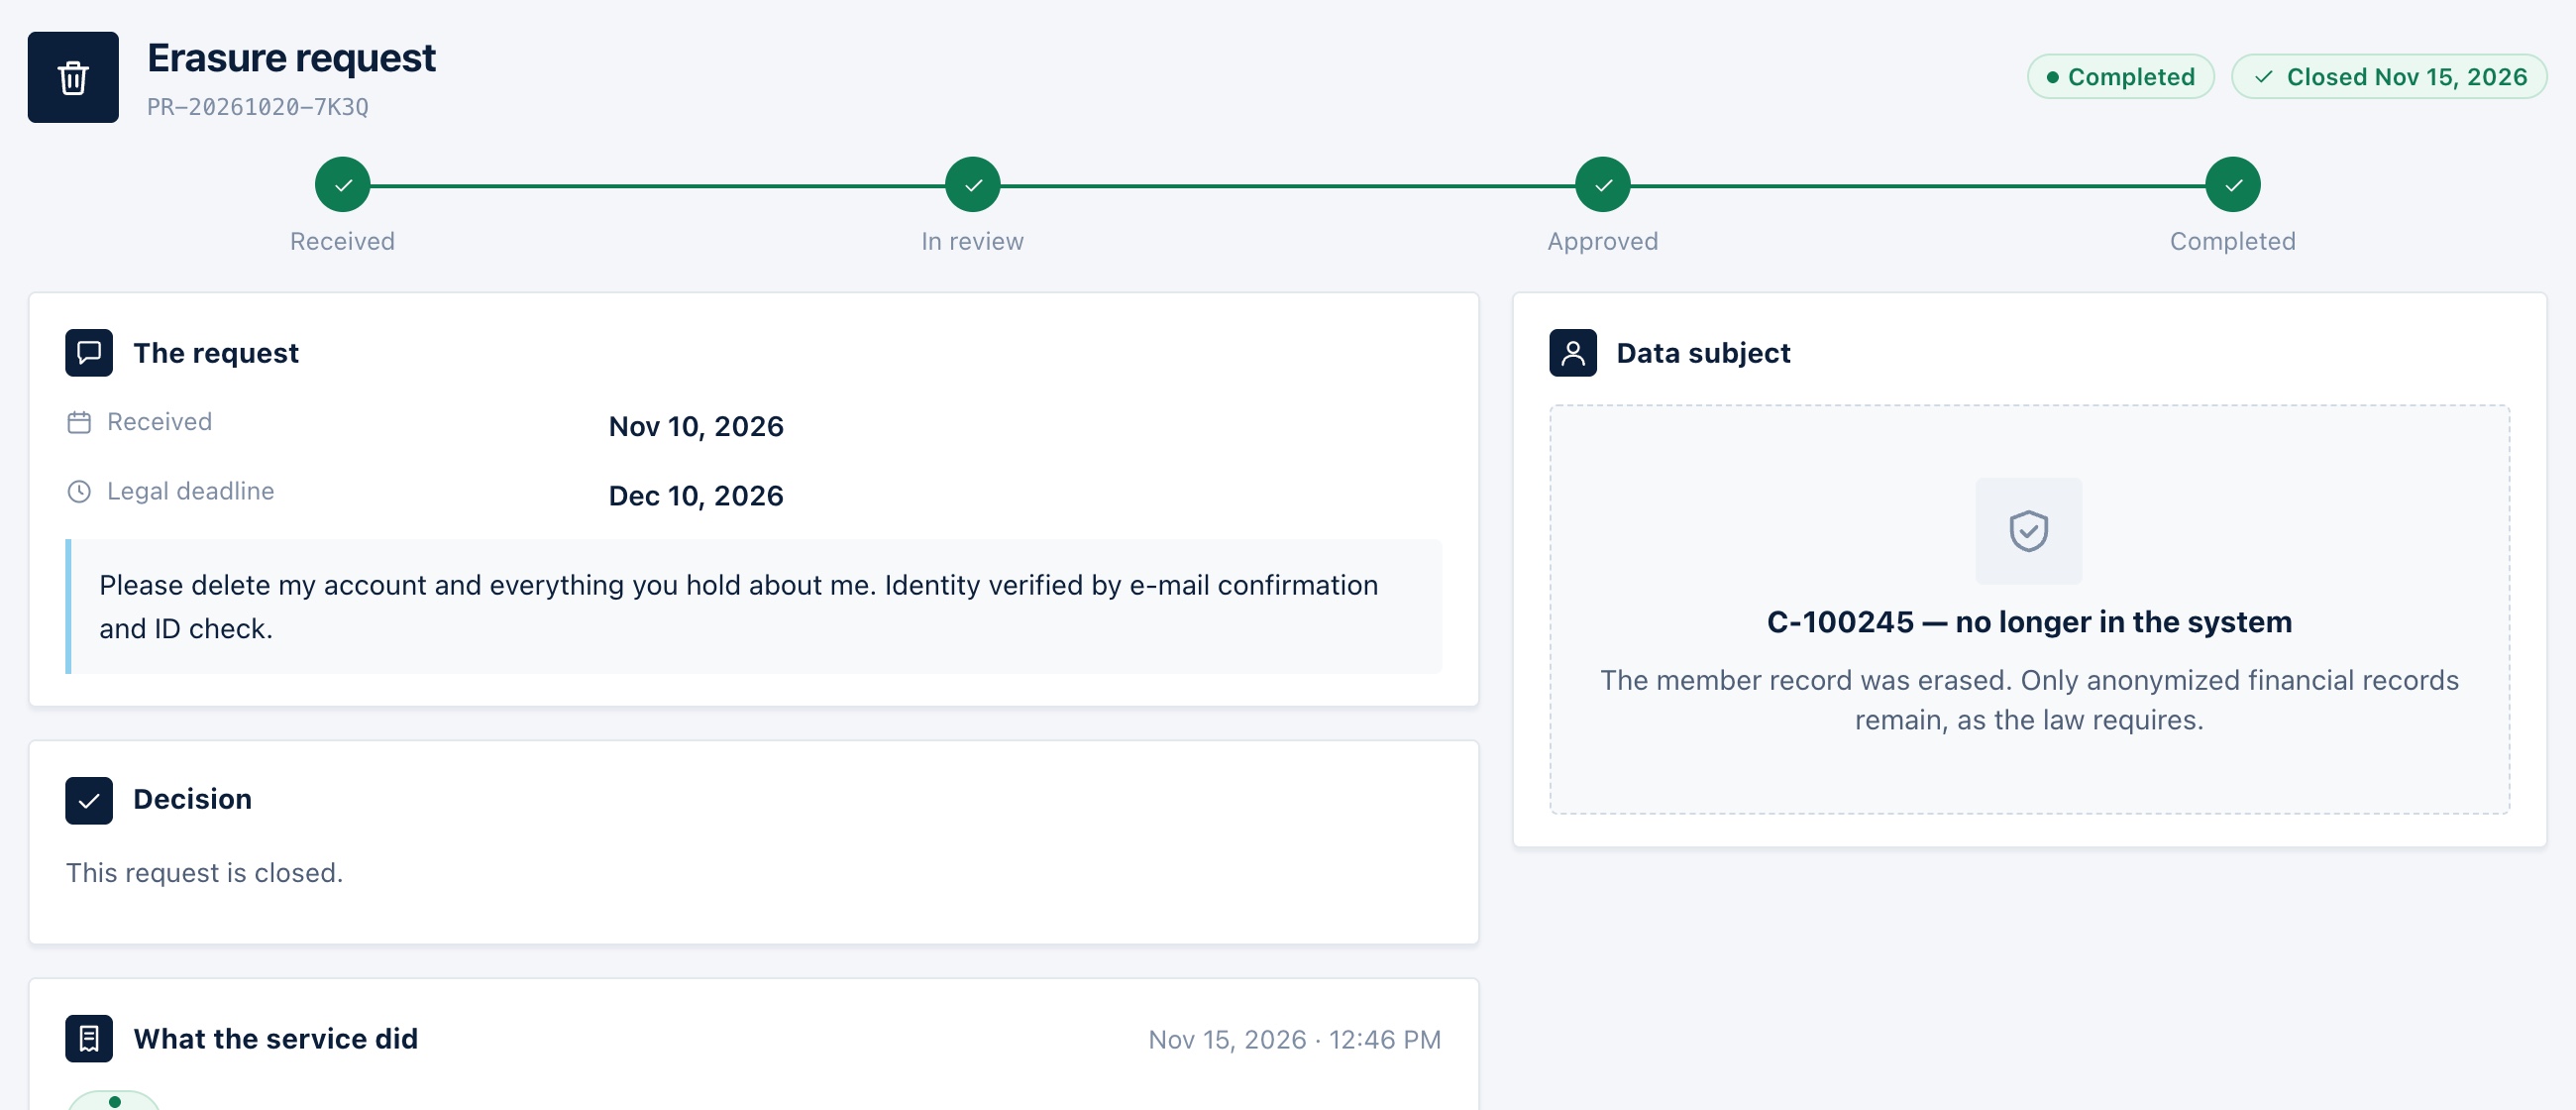 Erasure request
PR-20261020-7K3Q
Completed
Closed Nov 15, 2026
Received
In review
Approved
Completed
The request
Received
Nov 10, 2026
Legal deadline
Dec 10, 2026
Please delete my account and everything you hold about me. Identity verified by e-mail confirmation
and ID check.
Data subject
C-100245 — no longer in the system
The member record was erased. Only anonymized financial records
remain, as the law requires.
Decision
This request is closed.
What the service did
Nov 15, 2026 · 12:46 PM